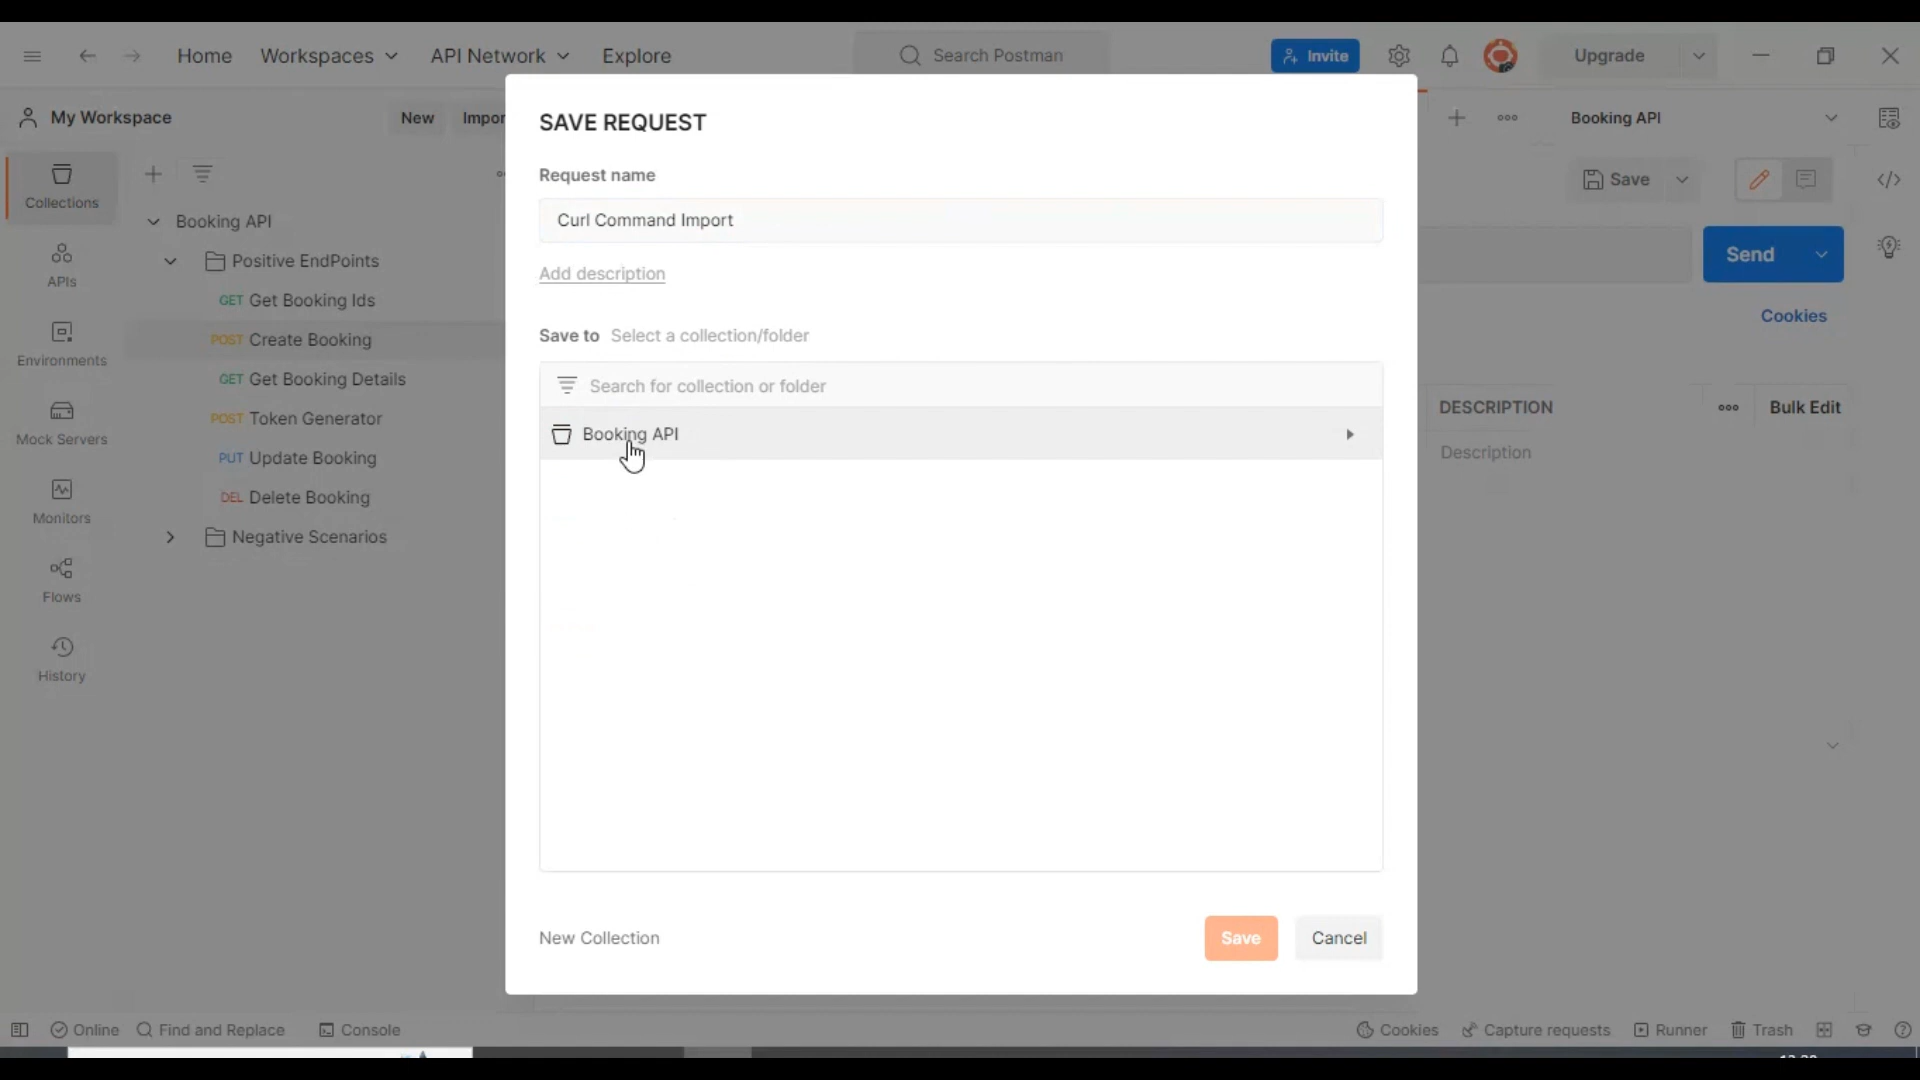 Home Workspaces API Network Explore Search Postman Invite Upgrade
My Workspace New Impor Booking API
SAVE REQUEST
Request name
Curl Command Import
Add description
Save to Select a collection/folder
Search for collection or folder
Booking API
New Collection Save Cancel
Collections
APIs
Environments
Mock Servers
Monitors
Flows
History
Booking API
Positive EndPoints
GET Get Booking Ids
POST Create Booking
GET Get Booking Details
POST Token Generator
PUT Update Booking
DEL Delete Booking
Negative Scenarios
Save
Send
Cookies
DESCRIPTION Bulk Edit
Description
Online Find and Replace Console Cookies Capture requests Runner Trash